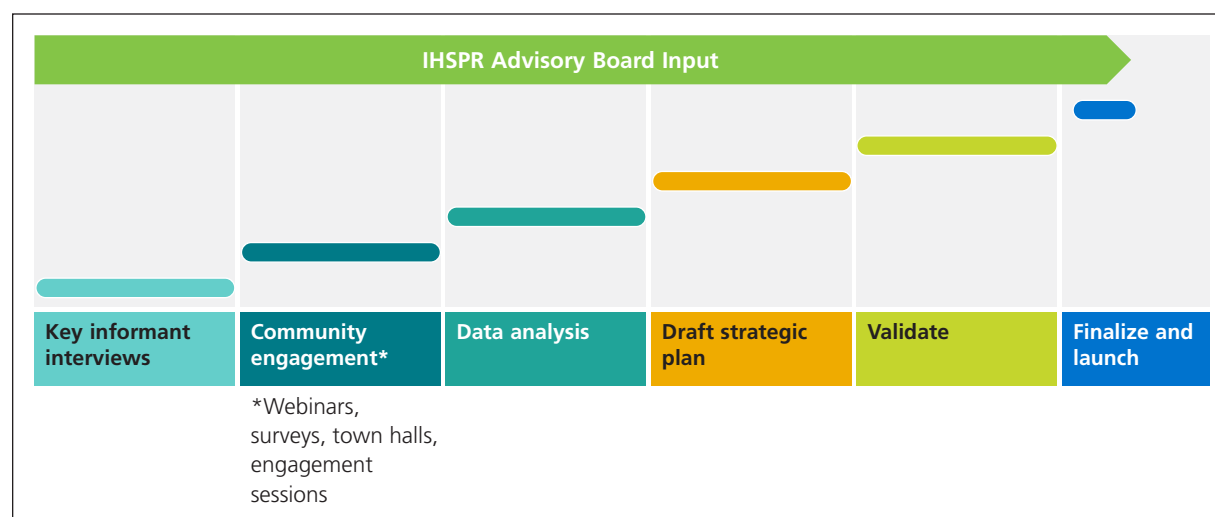 IHSPR Advisory Board Input
Key informant
interviews
Community
engagement*
Data analysis
Draft strategic
plan
Validate
Finalize and
launch
*Webinars,
surveys, town halls,
engagement
sessions